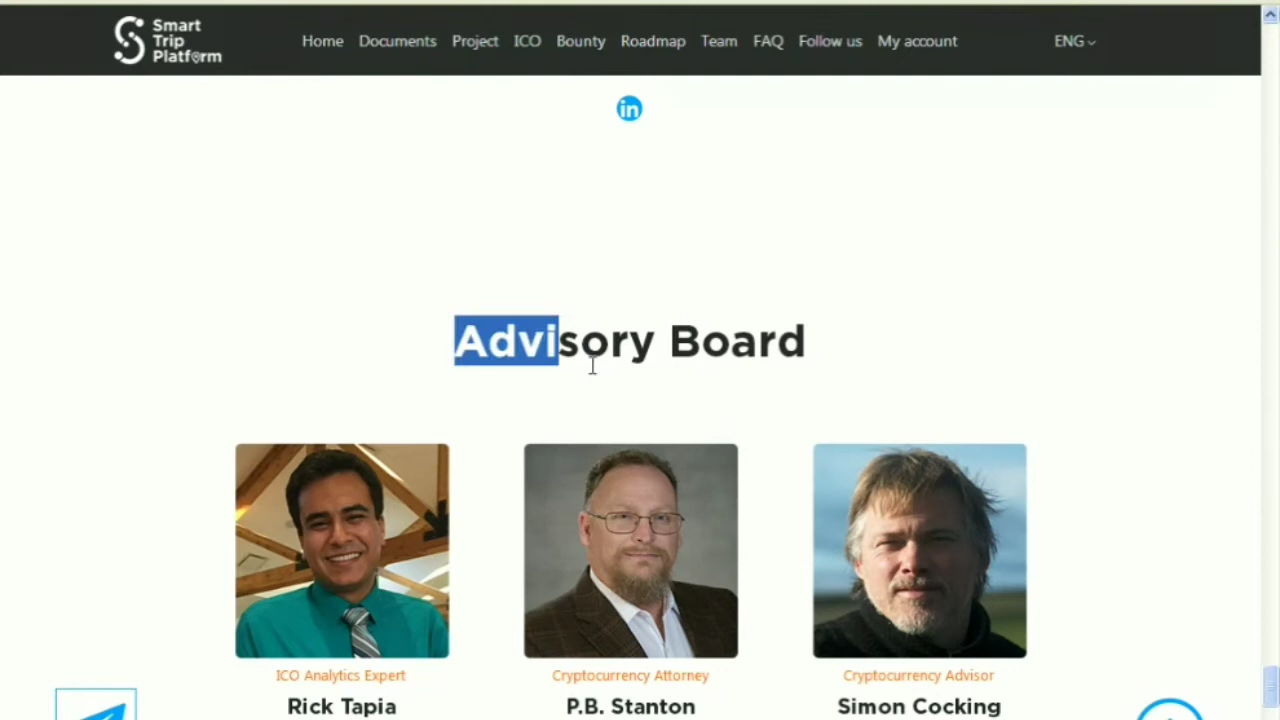 Smart
Trip
Platform
Home Documents Project ICO Bounty Roadmap Team FAQ Follow us My account ENG
in
Advisory Board
ICO Analytics Expert Cryptocurrency Attorney Cryptocurrency Advisor
Rick Tapia P.B. Stanton Simon Cocking